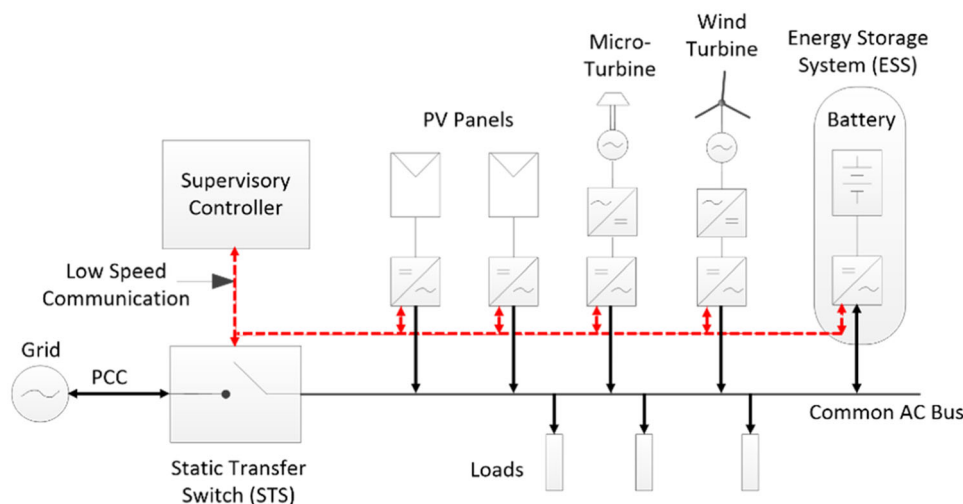 Micro-
Turbine
Wind
Turbine
Energy Storage
System (ESS)
PV Panels
Battery
Supervisory
Controller
Low Speed
Communication
Grid
PCC
Common AC Bus
Static Transfer
Switch (STS)
Loads